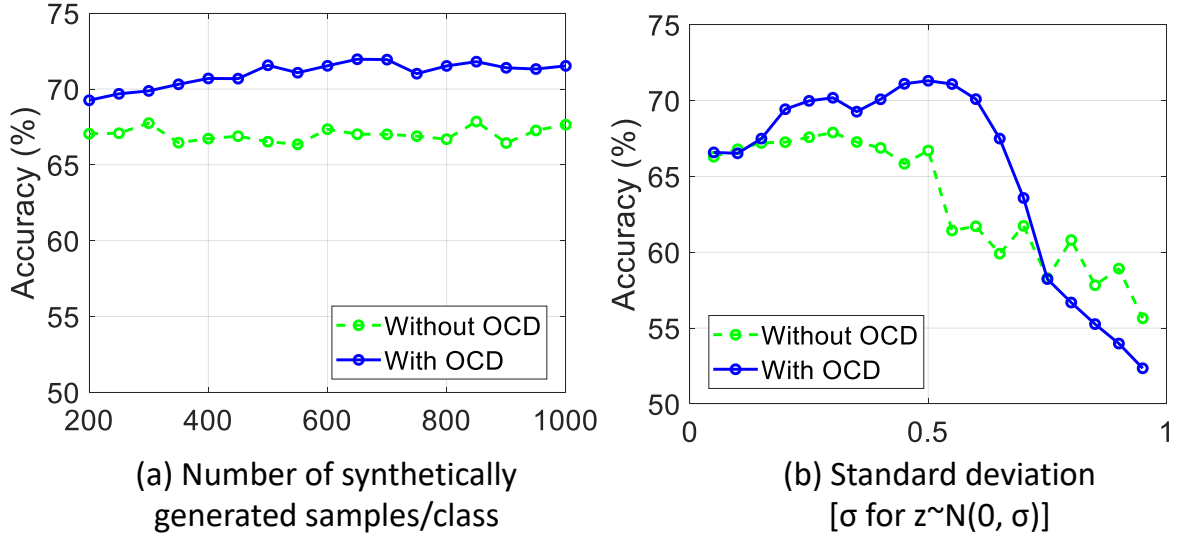 75
70
65
60
55
50
Accuracy (%)
Without OCD
With OCD
200
400
600
800
1000
(a) Number of synthetically
generated samples/class
75
70
65
60
55
50
Accuracy (%)
Without OCD
With OCD
0
0.5
1
(b) Standard deviation
[σ for z~N(0, σ)]